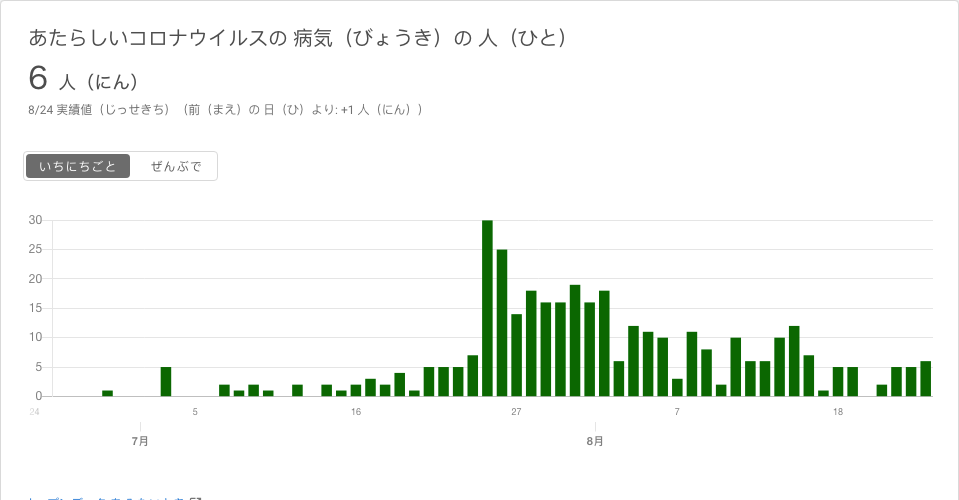 あたらしいコロナウイルスの 病気（びょうき）の 人（ひと）
6 人（にん）
8/24 実績値（じっせきち）（前（まえ）の 日（ひ）より: +1 人（にん））
いちにちごと ぜんぶで
30
25
20
15
10
5
0
24 5 16 27 7 18
7月 8月